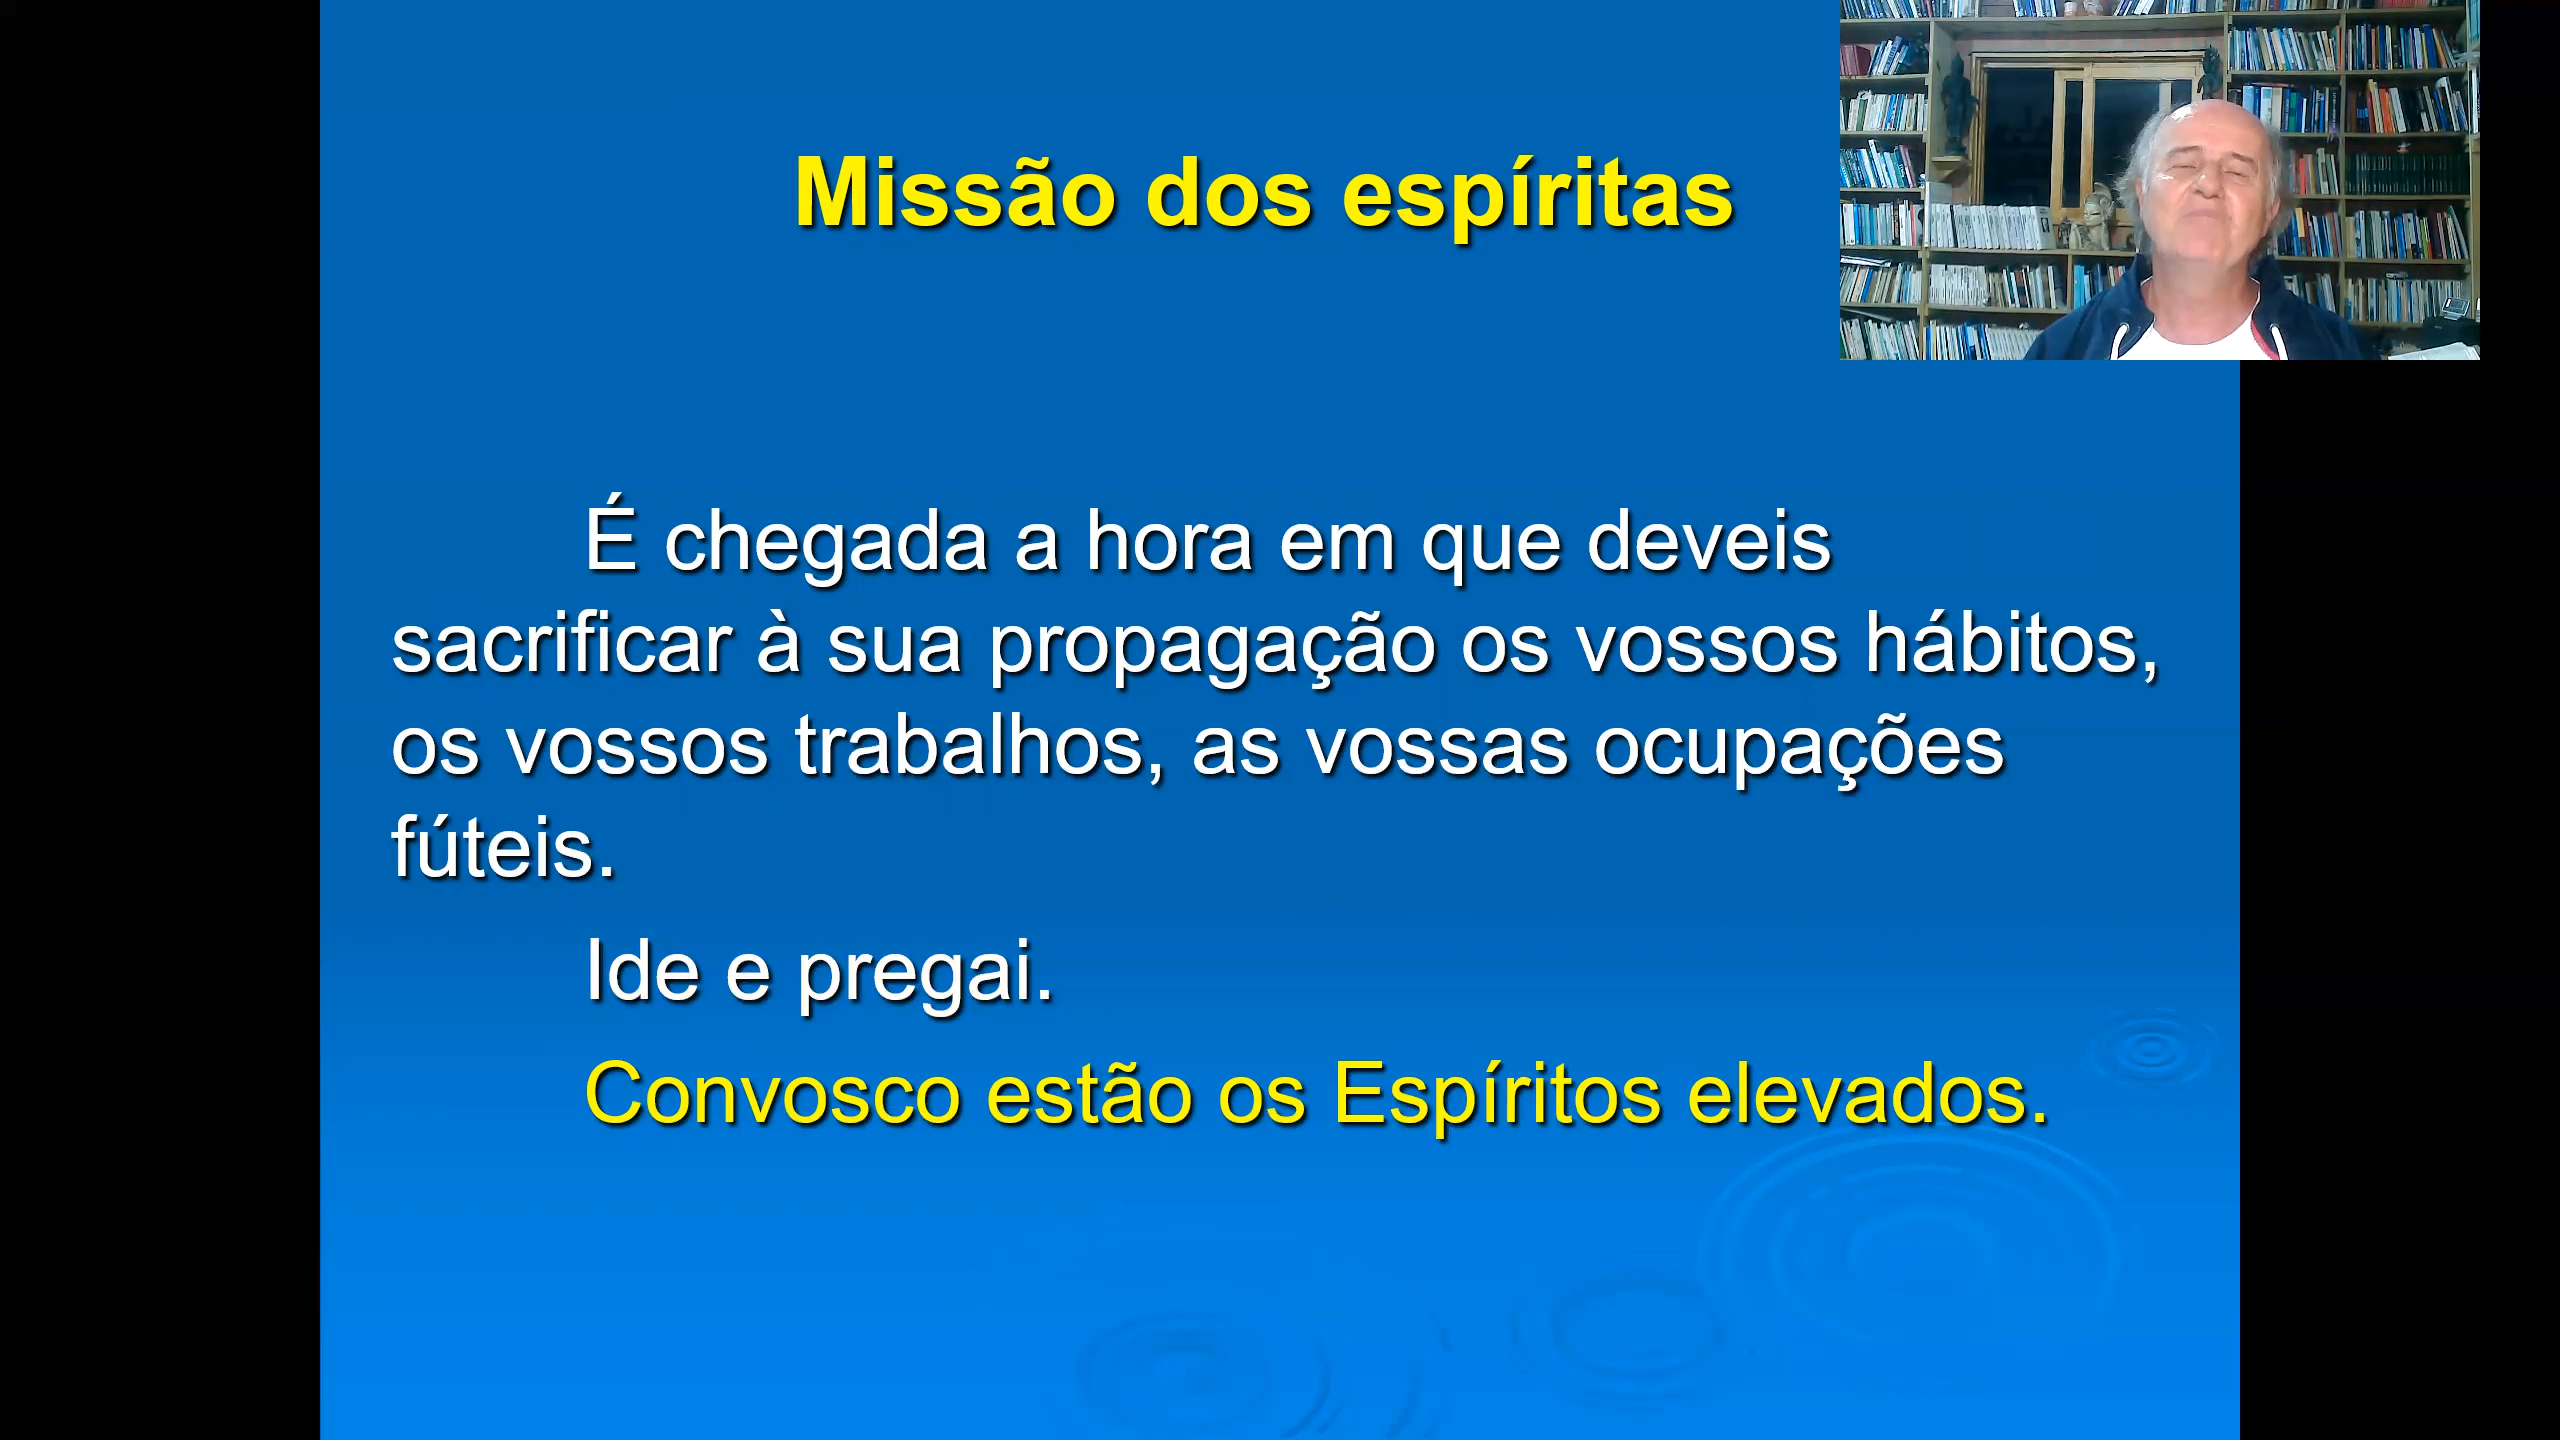 Missão dos espíritas
É chegada a hora em que deveis
sacrificar à sua propagação os vossos hábitos,
os vossos trabalhos, as vossas ocupações
fúteis.
Ide e pregai.
Convosco estão os Espíritos elevados.